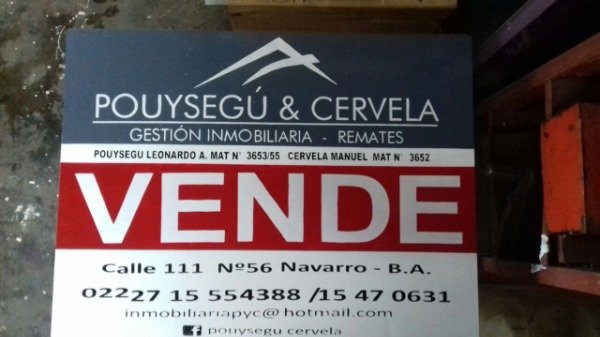 POUYSEGÚ & CERVELA
GESTIÓN INMOBILIARIA - REMATES
POUYSEGU LEONARDO A. MAT N° 3653/55 CERVELA MANUEL MAT N° 3652
VENDE
Calle 111 Nº56 Navarro - B.A.
02227 15 554388 /15 47 0631
inmobiliariapyc@hotmail.com
f pouysegu cervela